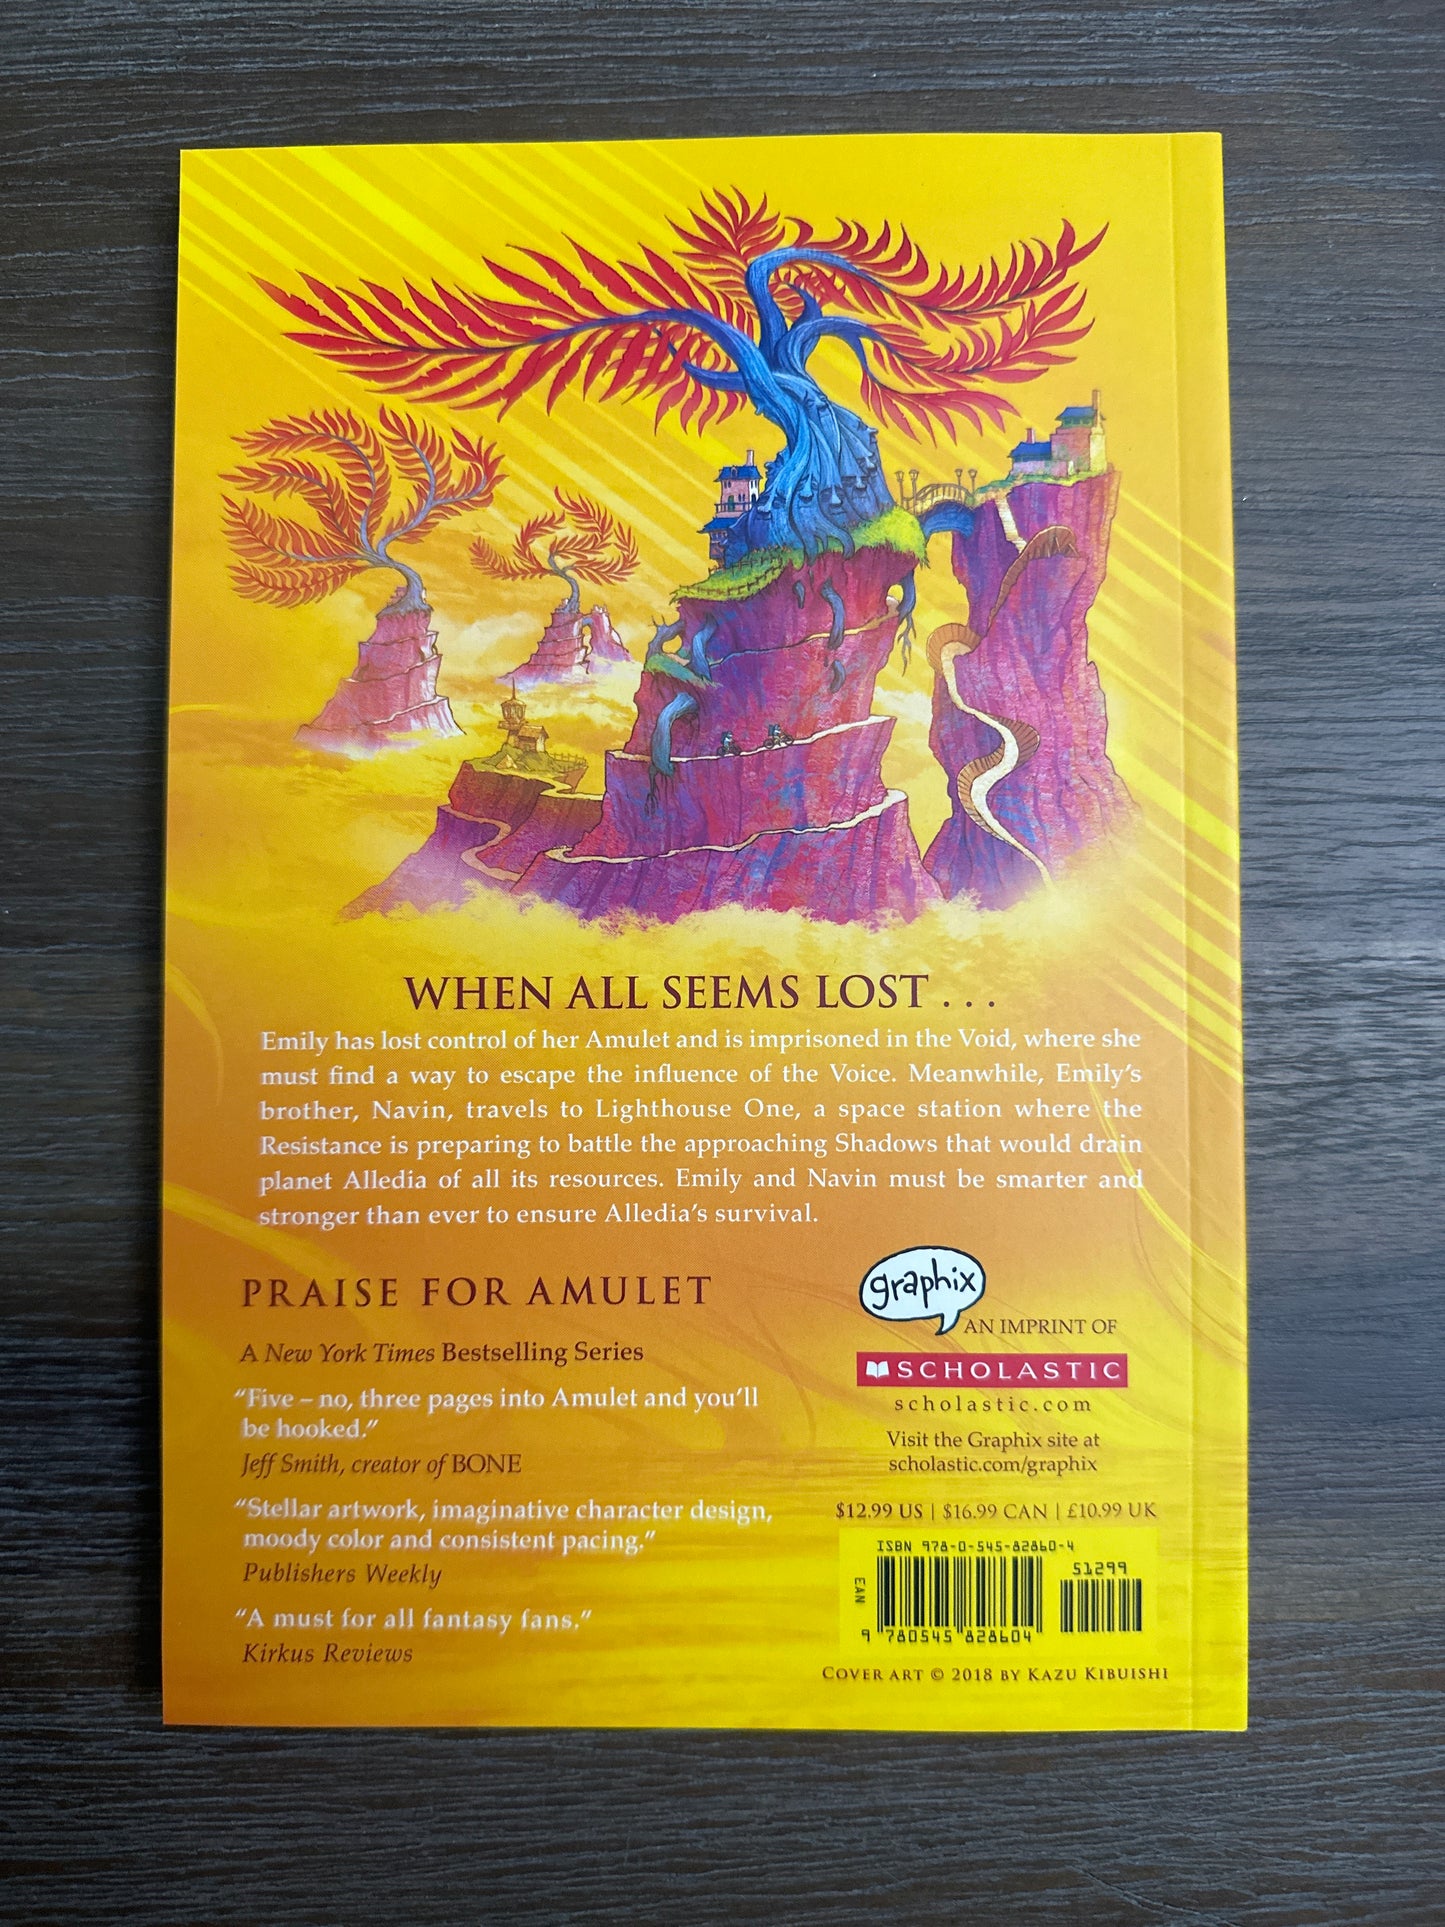 WHEN ALL SEEMS LOST . . .
Emily has lost control of her Amulet and is imprisoned in the Void, where she
must find a way to escape the influence of the Voice. Meanwhile, Emily's
brother, Navin, travels to Lighthouse One, a space station where the
Resistance is preparing to battle the approaching Shadows that would drain
planet Alledia of all its resources. Emily and Navin must be smarter and
stronger than ever to ensure Alledia's survival.
PRAISE FOR AMULET
A New York Times Bestselling Series
“Five – no, three pages into Amulet and you'll
be hooked.”
Jeff Smith, creator of BONE
“Stellar artwork, imaginative character design,
moody color and consistent pacing.”
Publishers Weekly
“A must for all fantasy fans.”
Kirkus Reviews
graphix
AN IMPRINT OF
SCHOLASTIC
scholastic.com
Visit the Graphix site at
scholastic.com/graphix
$12.99 US | $16.99 CAN | £10.99 UK
ISBN 978-0-545-82860-4
51299
EAN
9 780545 828604
COVER ART © 2018 BY KAZU KIBUISHI